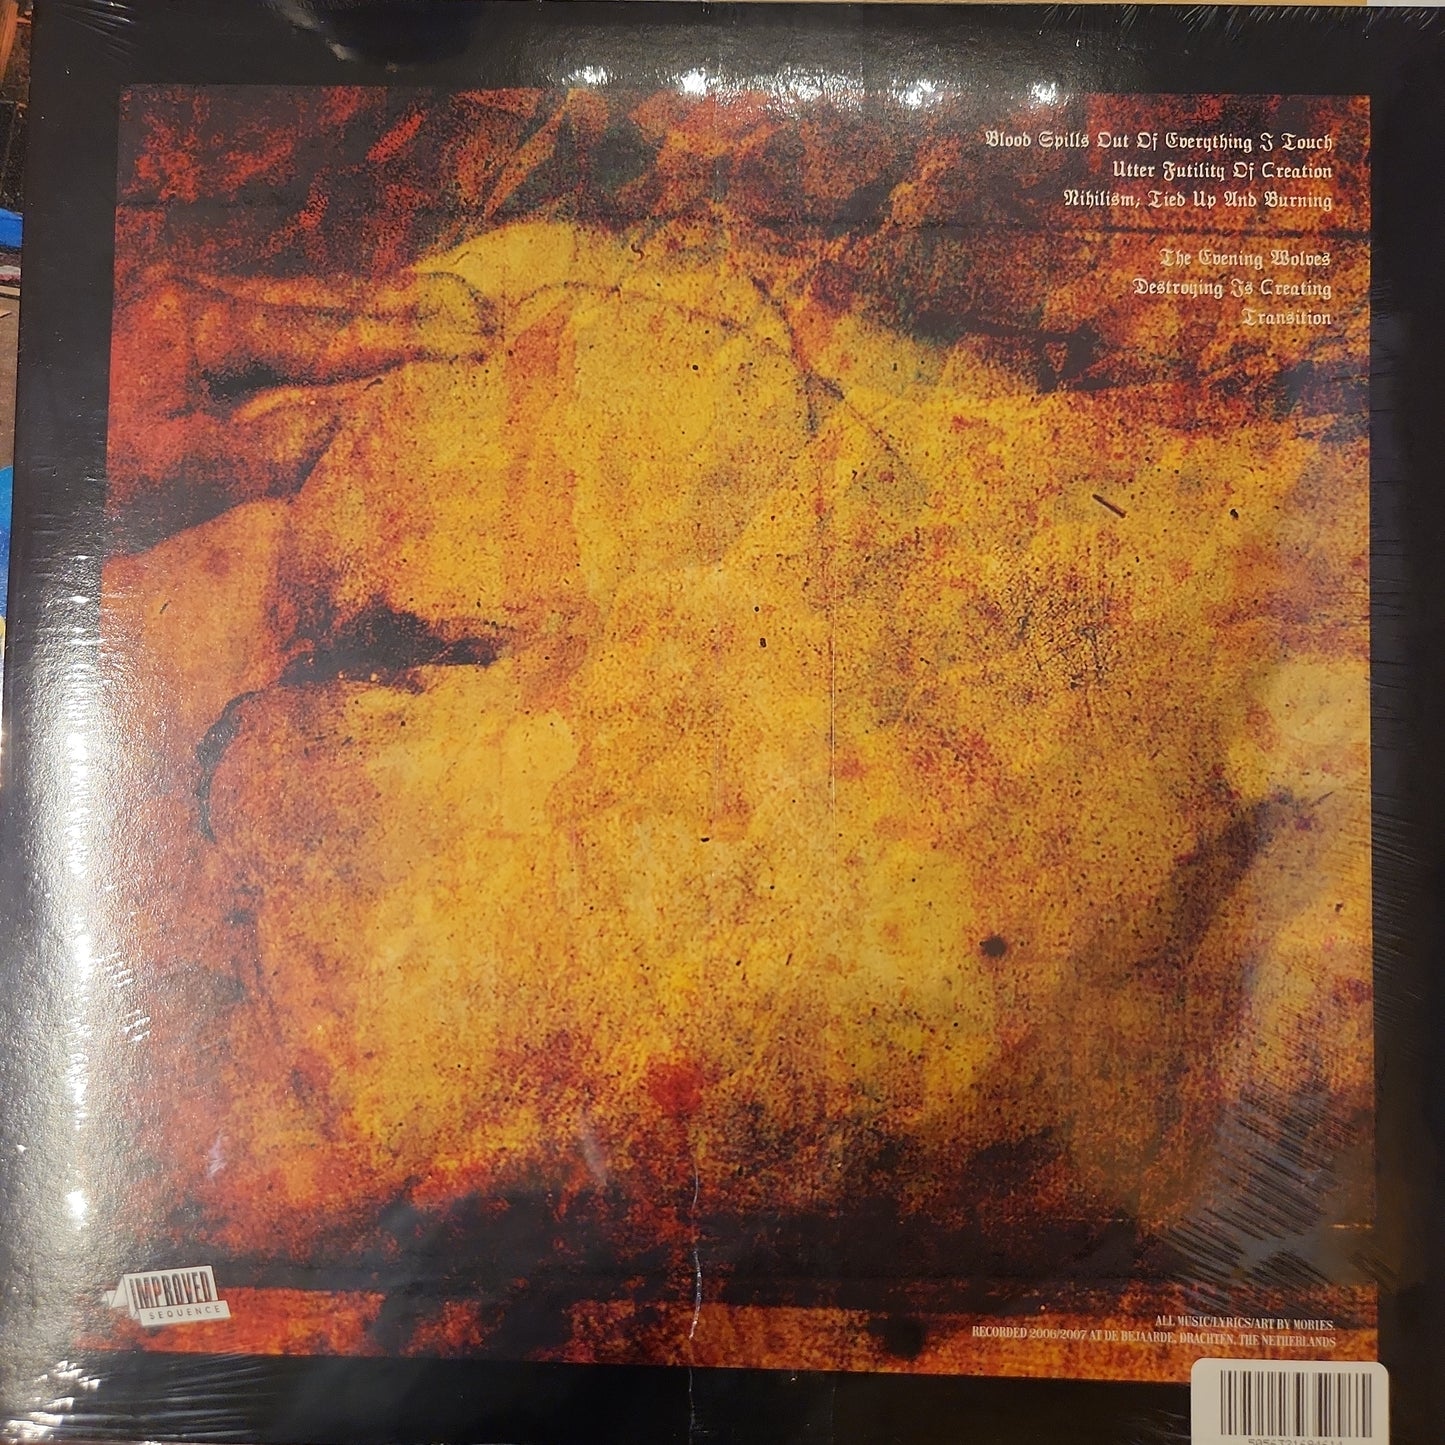 Blood Spills Out Of Everything I Touch
Utter Futility Of Creation
Nihilism; Tied Up And Burning
The Evening Wolves
Destroying Is Creating
Transition
IMPROVED
SEQUENCE
ALL MUSIC/LYRICS/ART BY MORIES.
RECORDED 2006/2007 AT DE BEJAARDE, DRACHTEN, THE NETHERLANDS